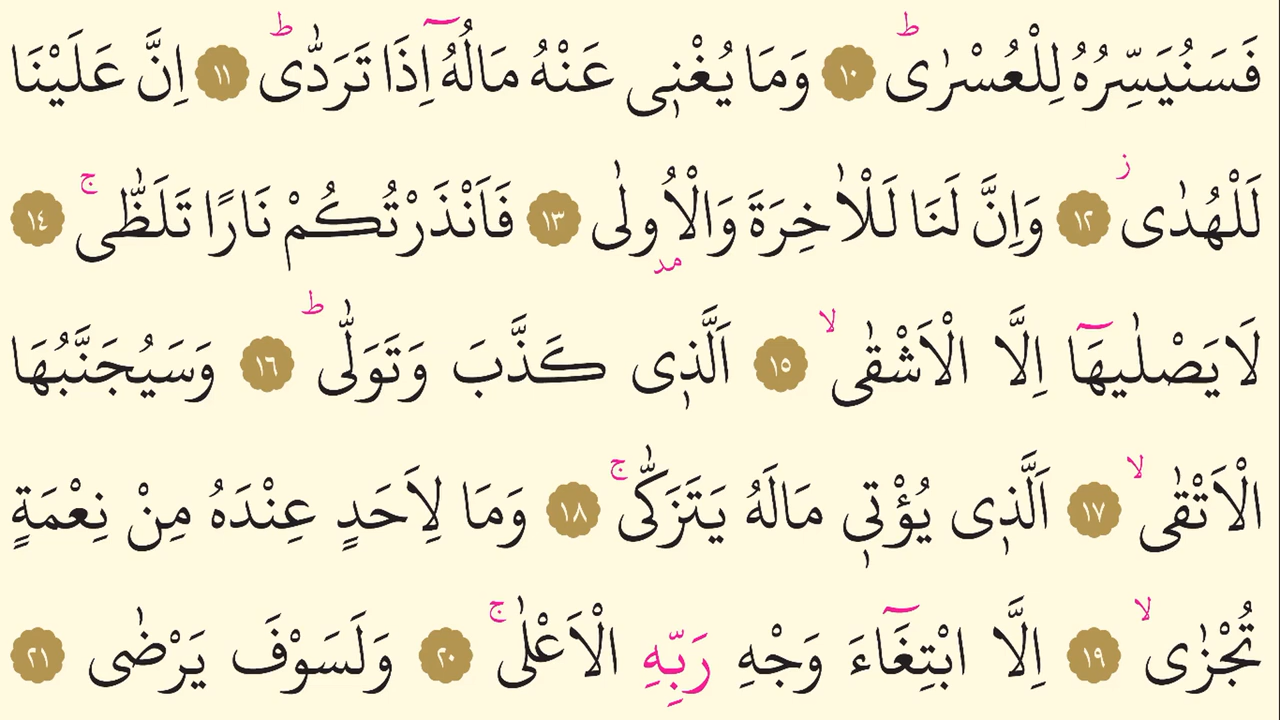 فَسَنُيَسِّرُهُ لِلْعُسْرٰىؕ ﴿١٠﴾ وَمَا يُغْنٖى عَنْهُ مَالُهُٓ اِذَا تَرَدّٰىؕ ﴿١١﴾ اِنَّ عَلَيْنَا
لَلْهُدٰىؗ ﴿١٢﴾ وَاِنَّ لَنَا لَلْاٰخِرَةَ وَالْاُو۫لٰى ﴿١٣﴾ فَاَنْذَرْتُكُمْ نَارًا تَلَظّٰىۚ ﴿١٤﴾
لَا يَصْلٰيهَٓا اِلَّا الْاَشْقٰىۙ ﴿١٥﴾ اَلَّذٖى كَذَّبَ وَتَوَلّٰىؕ ﴿١٦﴾ وَسَيُجَنَّبُهَا
الْاَتْقٰىۙ ﴿١٧﴾ اَلَّذٖى يُؤْتٖى مَالَهُ يَتَزَكّٰىۚ ﴿١٨﴾ وَمَا لِاَحَدٍ عِنْدَهُ مِنْ نِعْمَةٍ
تُجْزٰىۙ ﴿١٩﴾ اِلَّا ابْتِغَٓاءَ وَجْهِ رَبِّهِ الْاَعْلٰىۚ ﴿٢٠﴾ وَلَسَوْفَ يَرْضٰى ﴿٢١﴾